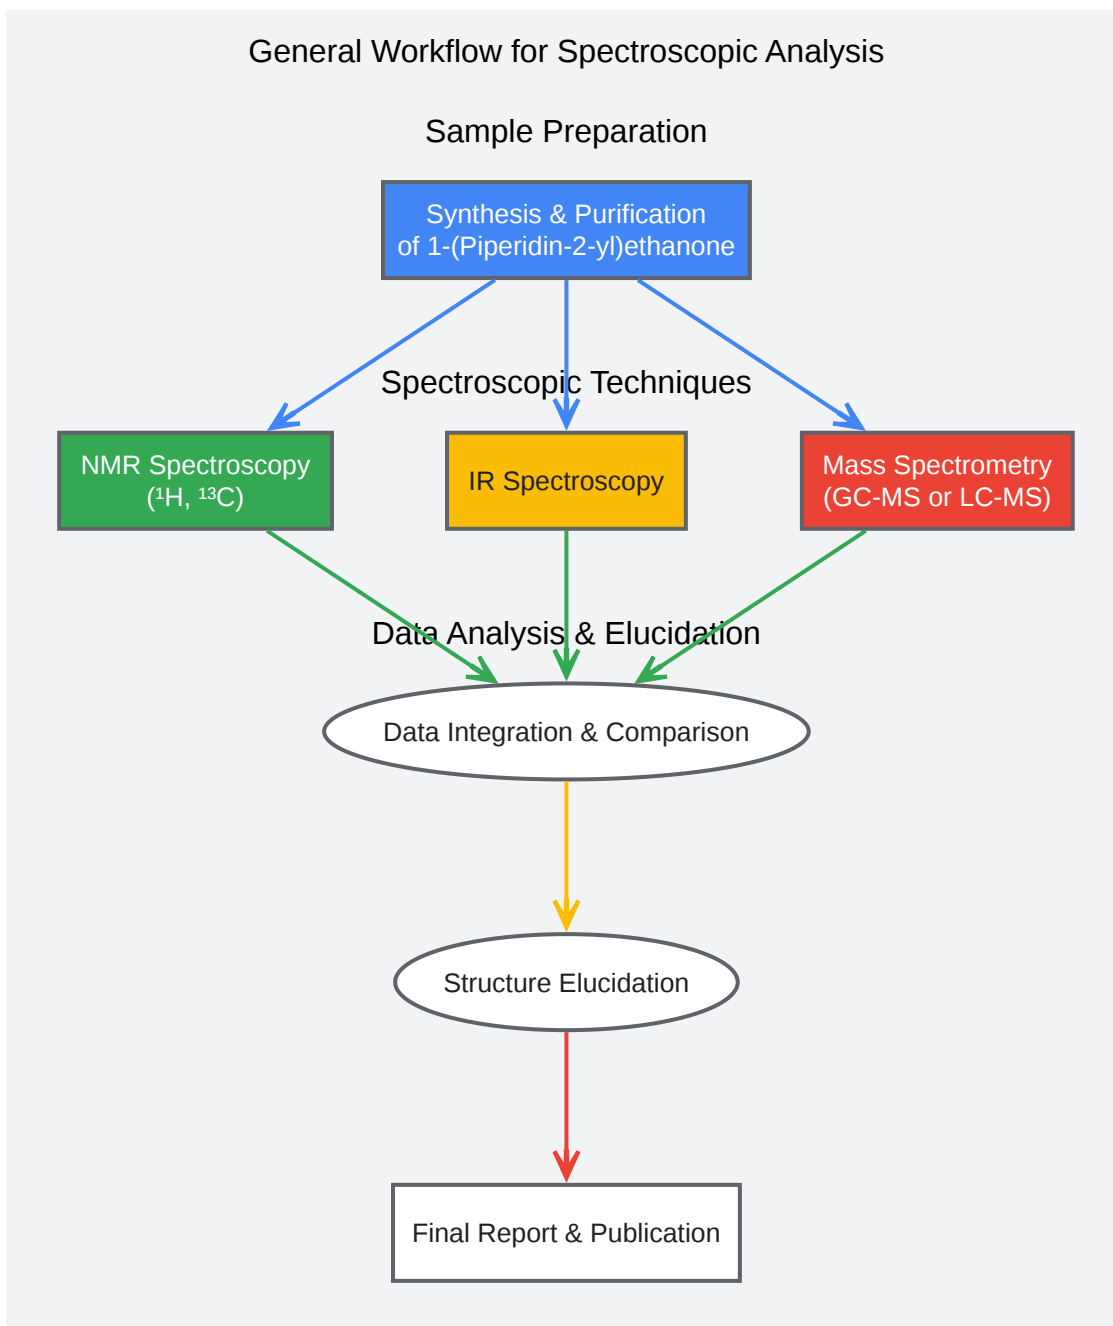 General Workflow for Spectroscopic Analysis
Sample Preparation
Synthesis & Purification
of 1-(Piperidin-2-yl)ethanone
Spectroscopic Techniques
NMR Spectroscopy
(¹H, ¹³C)
IR Spectroscopy
Mass Spectrometry
(GC-MS or LC-MS)
Data Analysis & Elucidation
Data Integration & Comparison
Structure Elucidation
Final Report & Publication